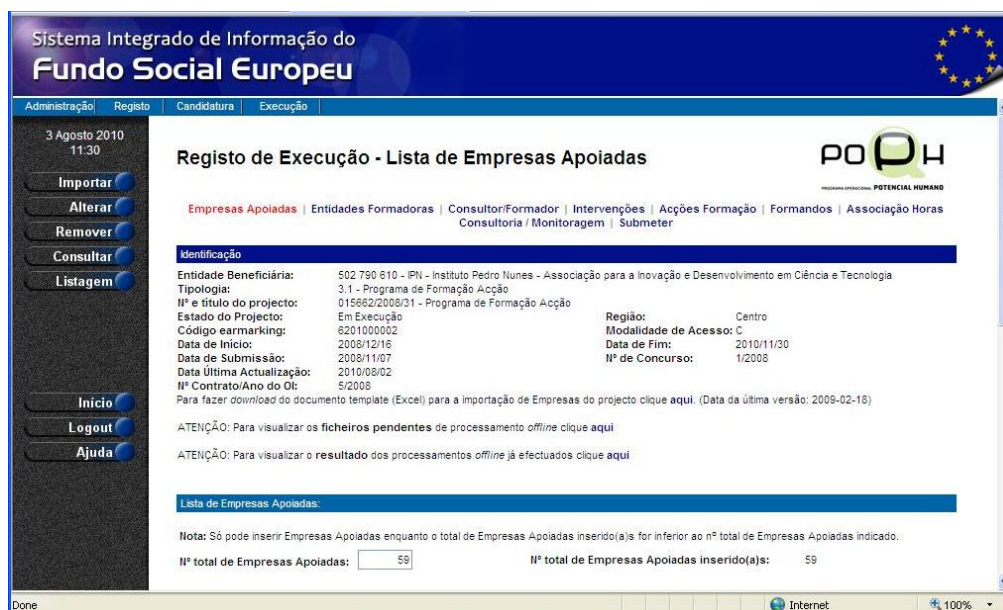 Sistema Integrado de Informação do
Fundo Social Europeu
Administração Registo Candidatura Execução
3 Agosto 2010
11:30
Importar
Alterar
Remover
Consultar
Listagem
Início
Logout
Ajuda
Registo de Execução - Lista de Empresas Apoiadas
POPH
PROGRAMA OPERACIONAL POTENCIAL HUMANO
Empresas Apoiadas | Entidades Formadoras | Consultor/Formador | Intervenções | Acções Formação | Formandos | Associação Horas
Consultoria / Monitoragem | Submeter
Identificação
Entidade Beneficiária: 502 790 610 - IPN - Instituto Pedro Nunes - Associação para a Inovação e Desenvolvimento em Ciência e Tecnologia
Tipologia: 3.1 - Programa de Formação Acção
Nº e título do projecto: 015662/2008/31 - Programa de Formação Acção
Estado do Projecto: Em Execução Região: Centro
Código earmarking: 6201000002 Modalidade de Acesso: C
Data de Início: 2008/12/16 Data de Fim: 2010/11/30
Data de Submissão: 2008/11/07 Nº de Concurso: 1/2008
Data Última Actualização: 2010/08/02
Nº Contrato/Ano do OI: 5/2008
Para fazer download do documento template (Excel) para a importação de Empresas do projecto clique aqui. (Data da última versão: 2009-02-18)
ATENÇÃO: Para visualizar os ficheiros pendentes de processamento offline clique aqui
ATENÇÃO: Para visualizar o resultado dos processamentos offline já efectuados clique aqui
Lista de Empresas Apoiadas:
Nota: Só pode inserir Empresas Apoiadas enquanto o total de Empresas Apoiadas inserido(a)s for inferior ao nº total de Empresas Apoiadas indicado.
Nº total de Empresas Apoiadas: 59 Nº total de Empresas Apoiadas inserido(a)s: 59
Done Internet 100%